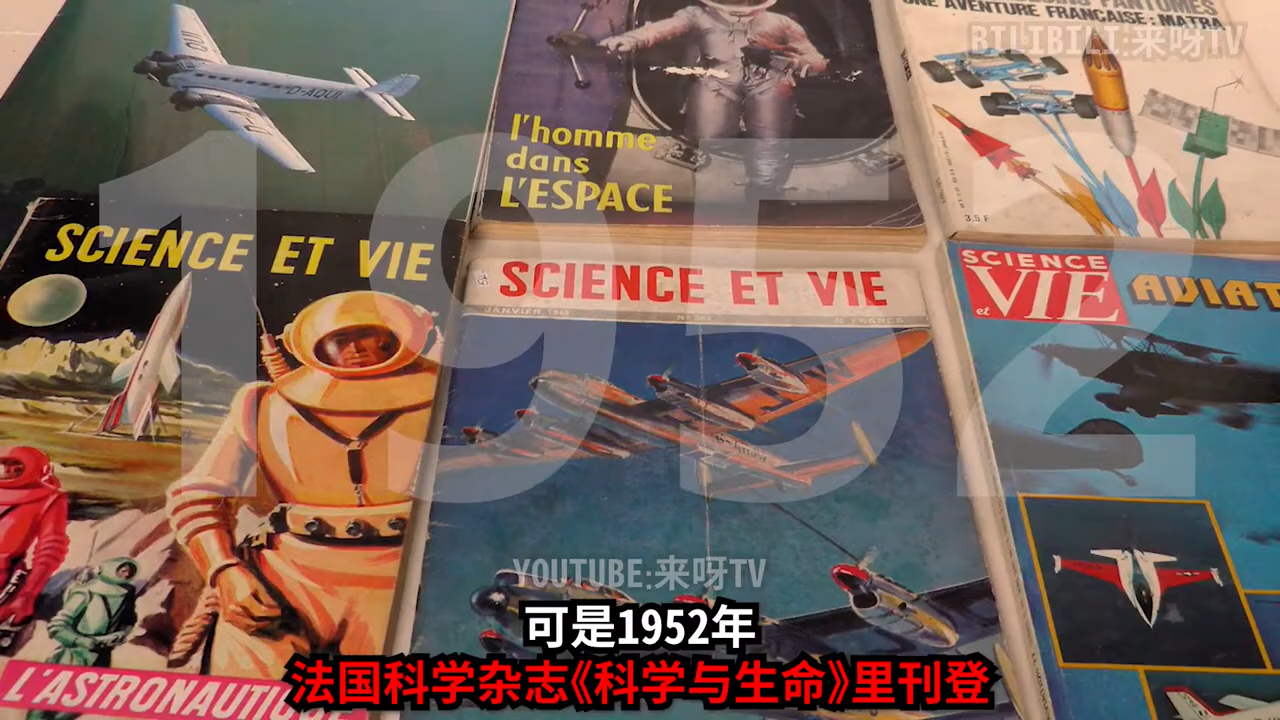 UNE AVENTURE FRANÇAISE: MATRA
BILIBILI:来呀TV
D-AQUI
l'homme
dans
L'ESPACE
3,5 F
1952
SCIENCE ET VIE
SCIENCE ET VIE
JANVIER 1949
SCIENCE
et VIE
AVIAT
YOUTUBE:来呀TV
可是1952年
法国科学杂志《科学与生命》里刊登
L'ASTRONAUTIQUE